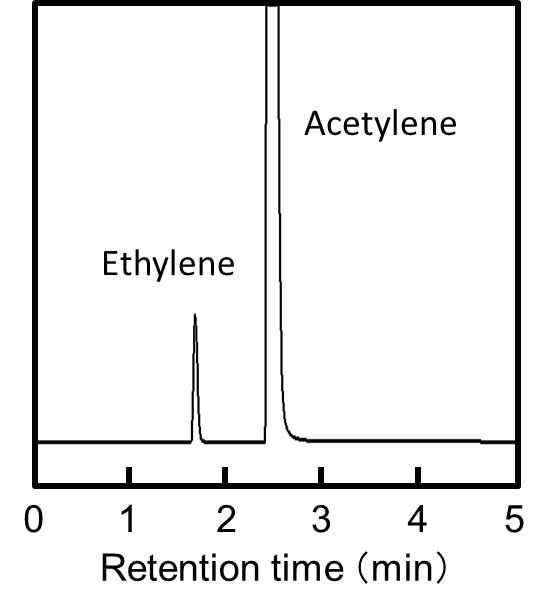 Acetylene
Ethylene
0 1 2 3 4 5
Retention time（min）